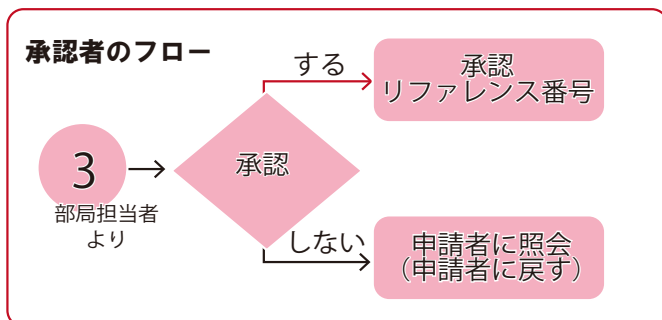 承認者のフロー
する
承認
リファレンス番号
3
承認
部局担当者
より
しない
申請者に照会
(申請者に戻す)